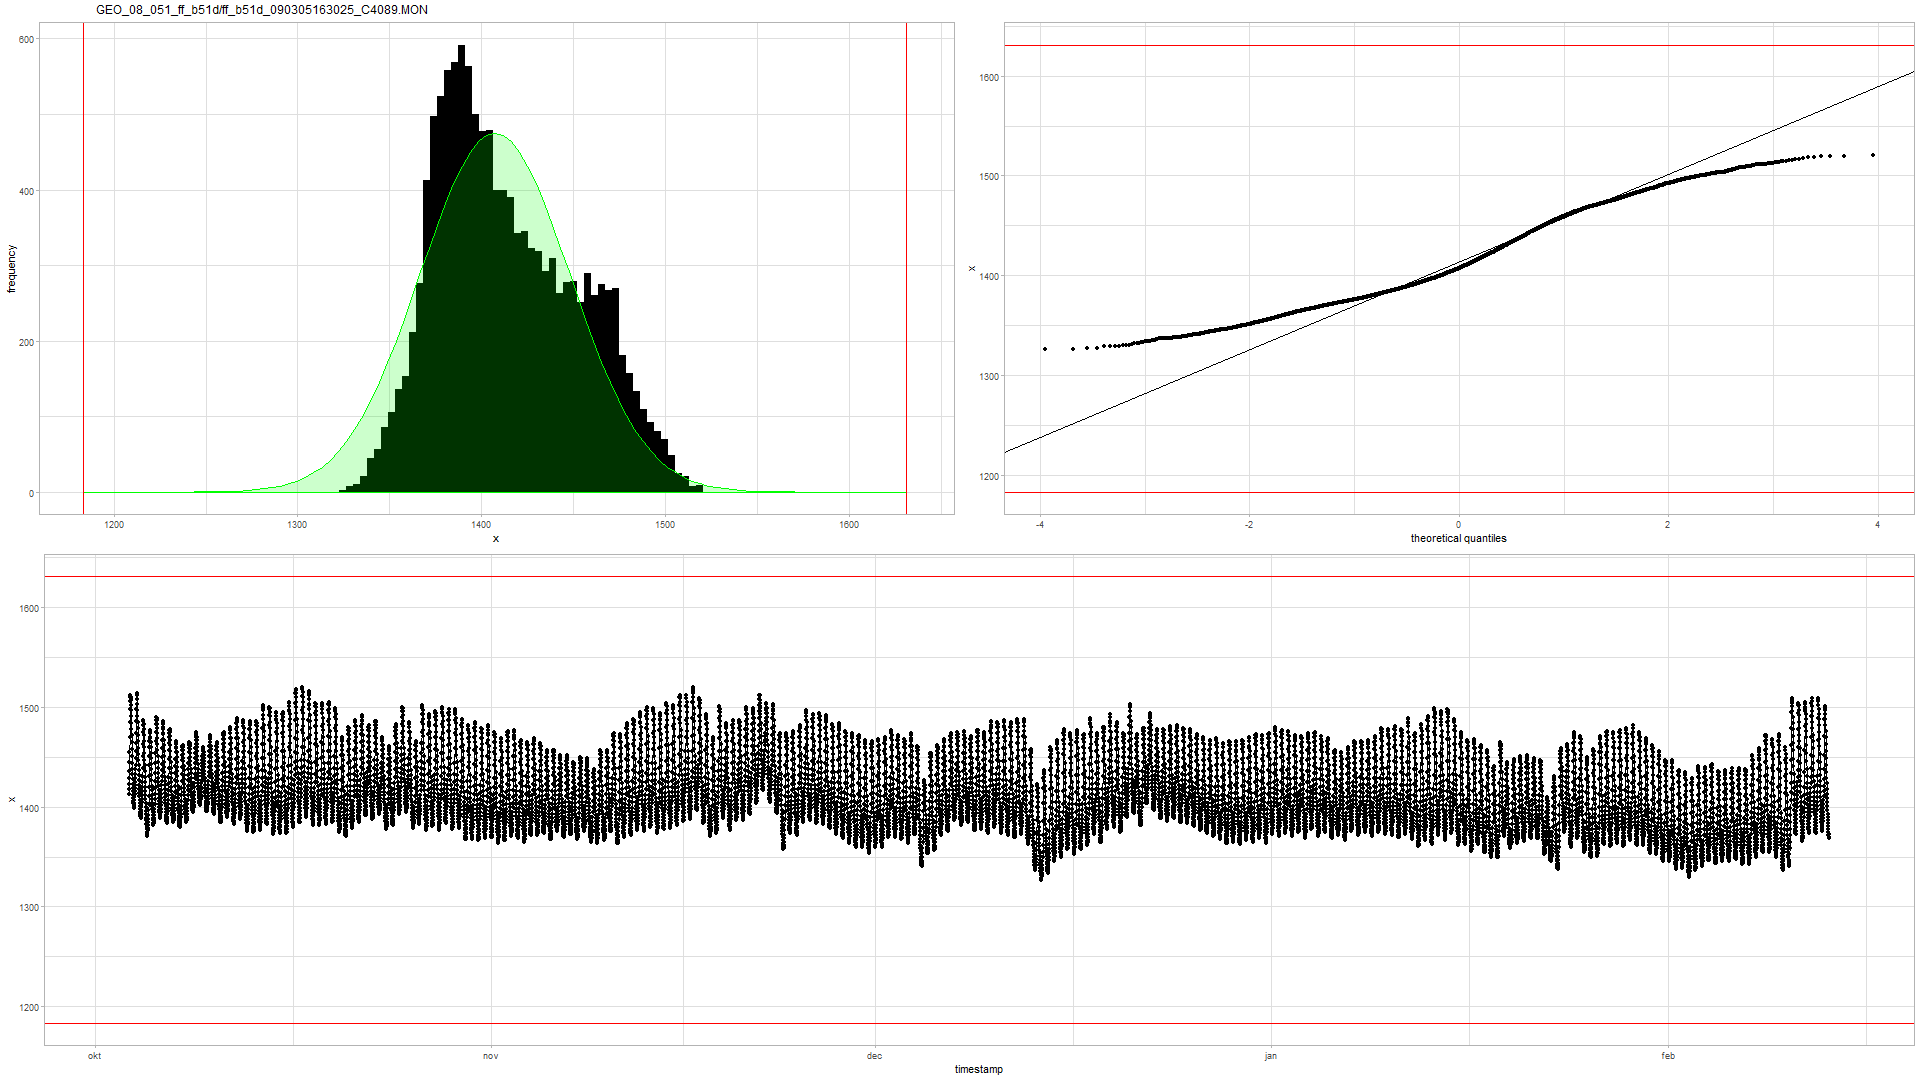 GEO_08_051_ff_b51d/ff_b51d_090305163025_C4089.MON
600
400
200
0
frequency
1200
1300
1400
1500
1600
x
1600
1500
1400
1300
1200
x
-4
-2
0
2
4
theoretical quantiles
1600
1500
1400
1300
1200
x
okt
nov
dec
jan
feb
timestamp